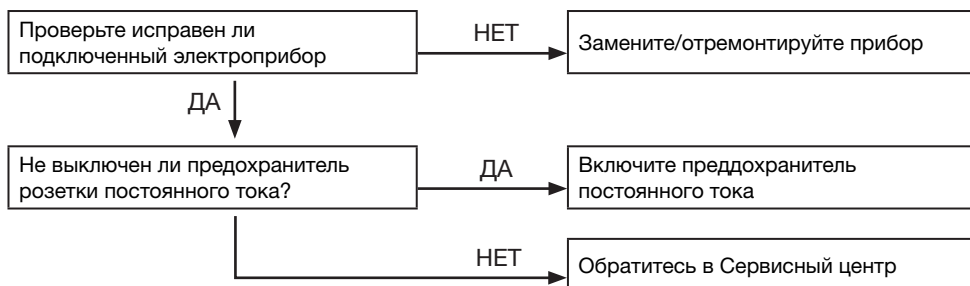 Проверьте исправен ли
подключенный электроприбор
НЕТ
Замените/отремонтируйте прибор
ДА
Не выключен ли предохранитель
розетки постоянного тока?
ДА
Включите преддохранитель
постоянного тока
НЕТ
Обратитесь в Сервисный центр